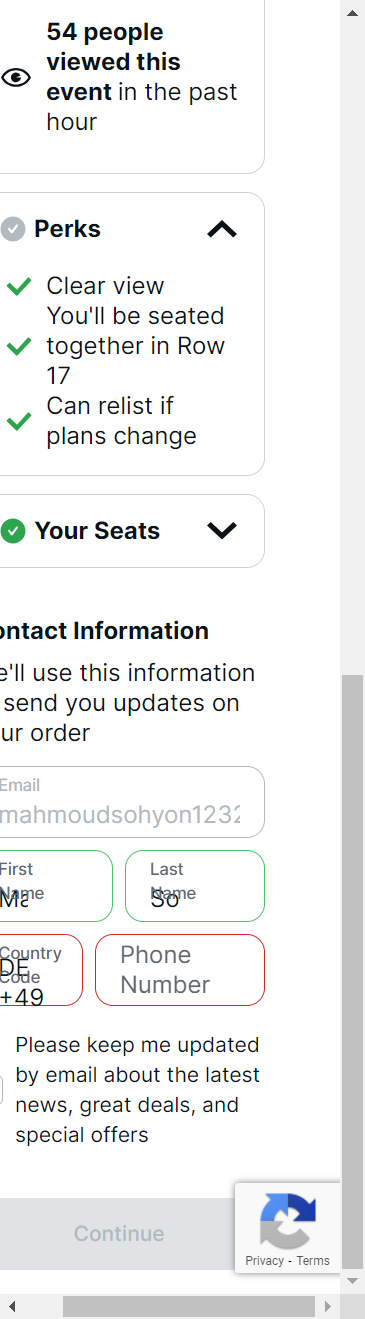 54 people
viewed this
event in the past
hour
Perks
Clear view
You'll be seated
together in Row
17
Can relist if
plans change
Your Seats
ontact Information
e'll use this information
send you updates on
ur order
Email
mahmoudsohyon1232
First
Name
Ma
Last
Name
So
Country
Code
DE
+49
Phone
Number
Please keep me updated
by email about the latest
news, great deals, and
special offers
Continue
Privacy - Terms